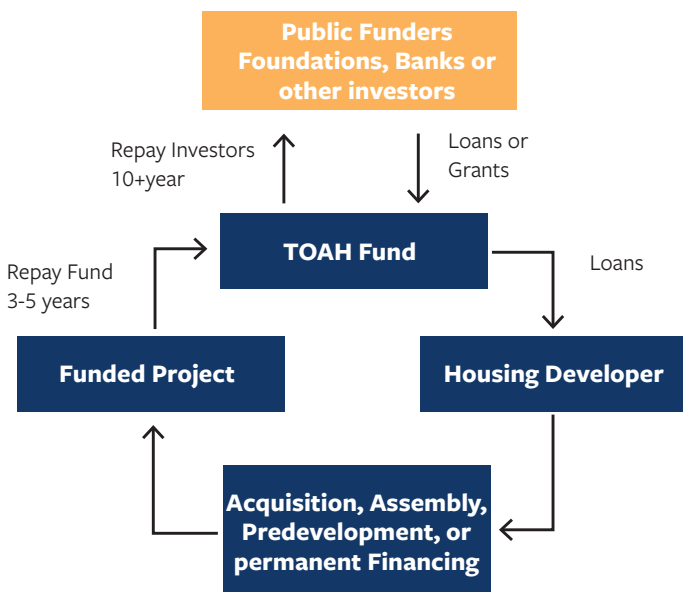 Public Funders
Foundations, Banks or
other investors
Repay Investors
10+year
Loans or
Grants
TOAH Fund
Repay Fund
3-5 years
Loans
Funded Project
Housing Developer
Acquisition, Assembly,
Predevelopment, or
permanent Financing